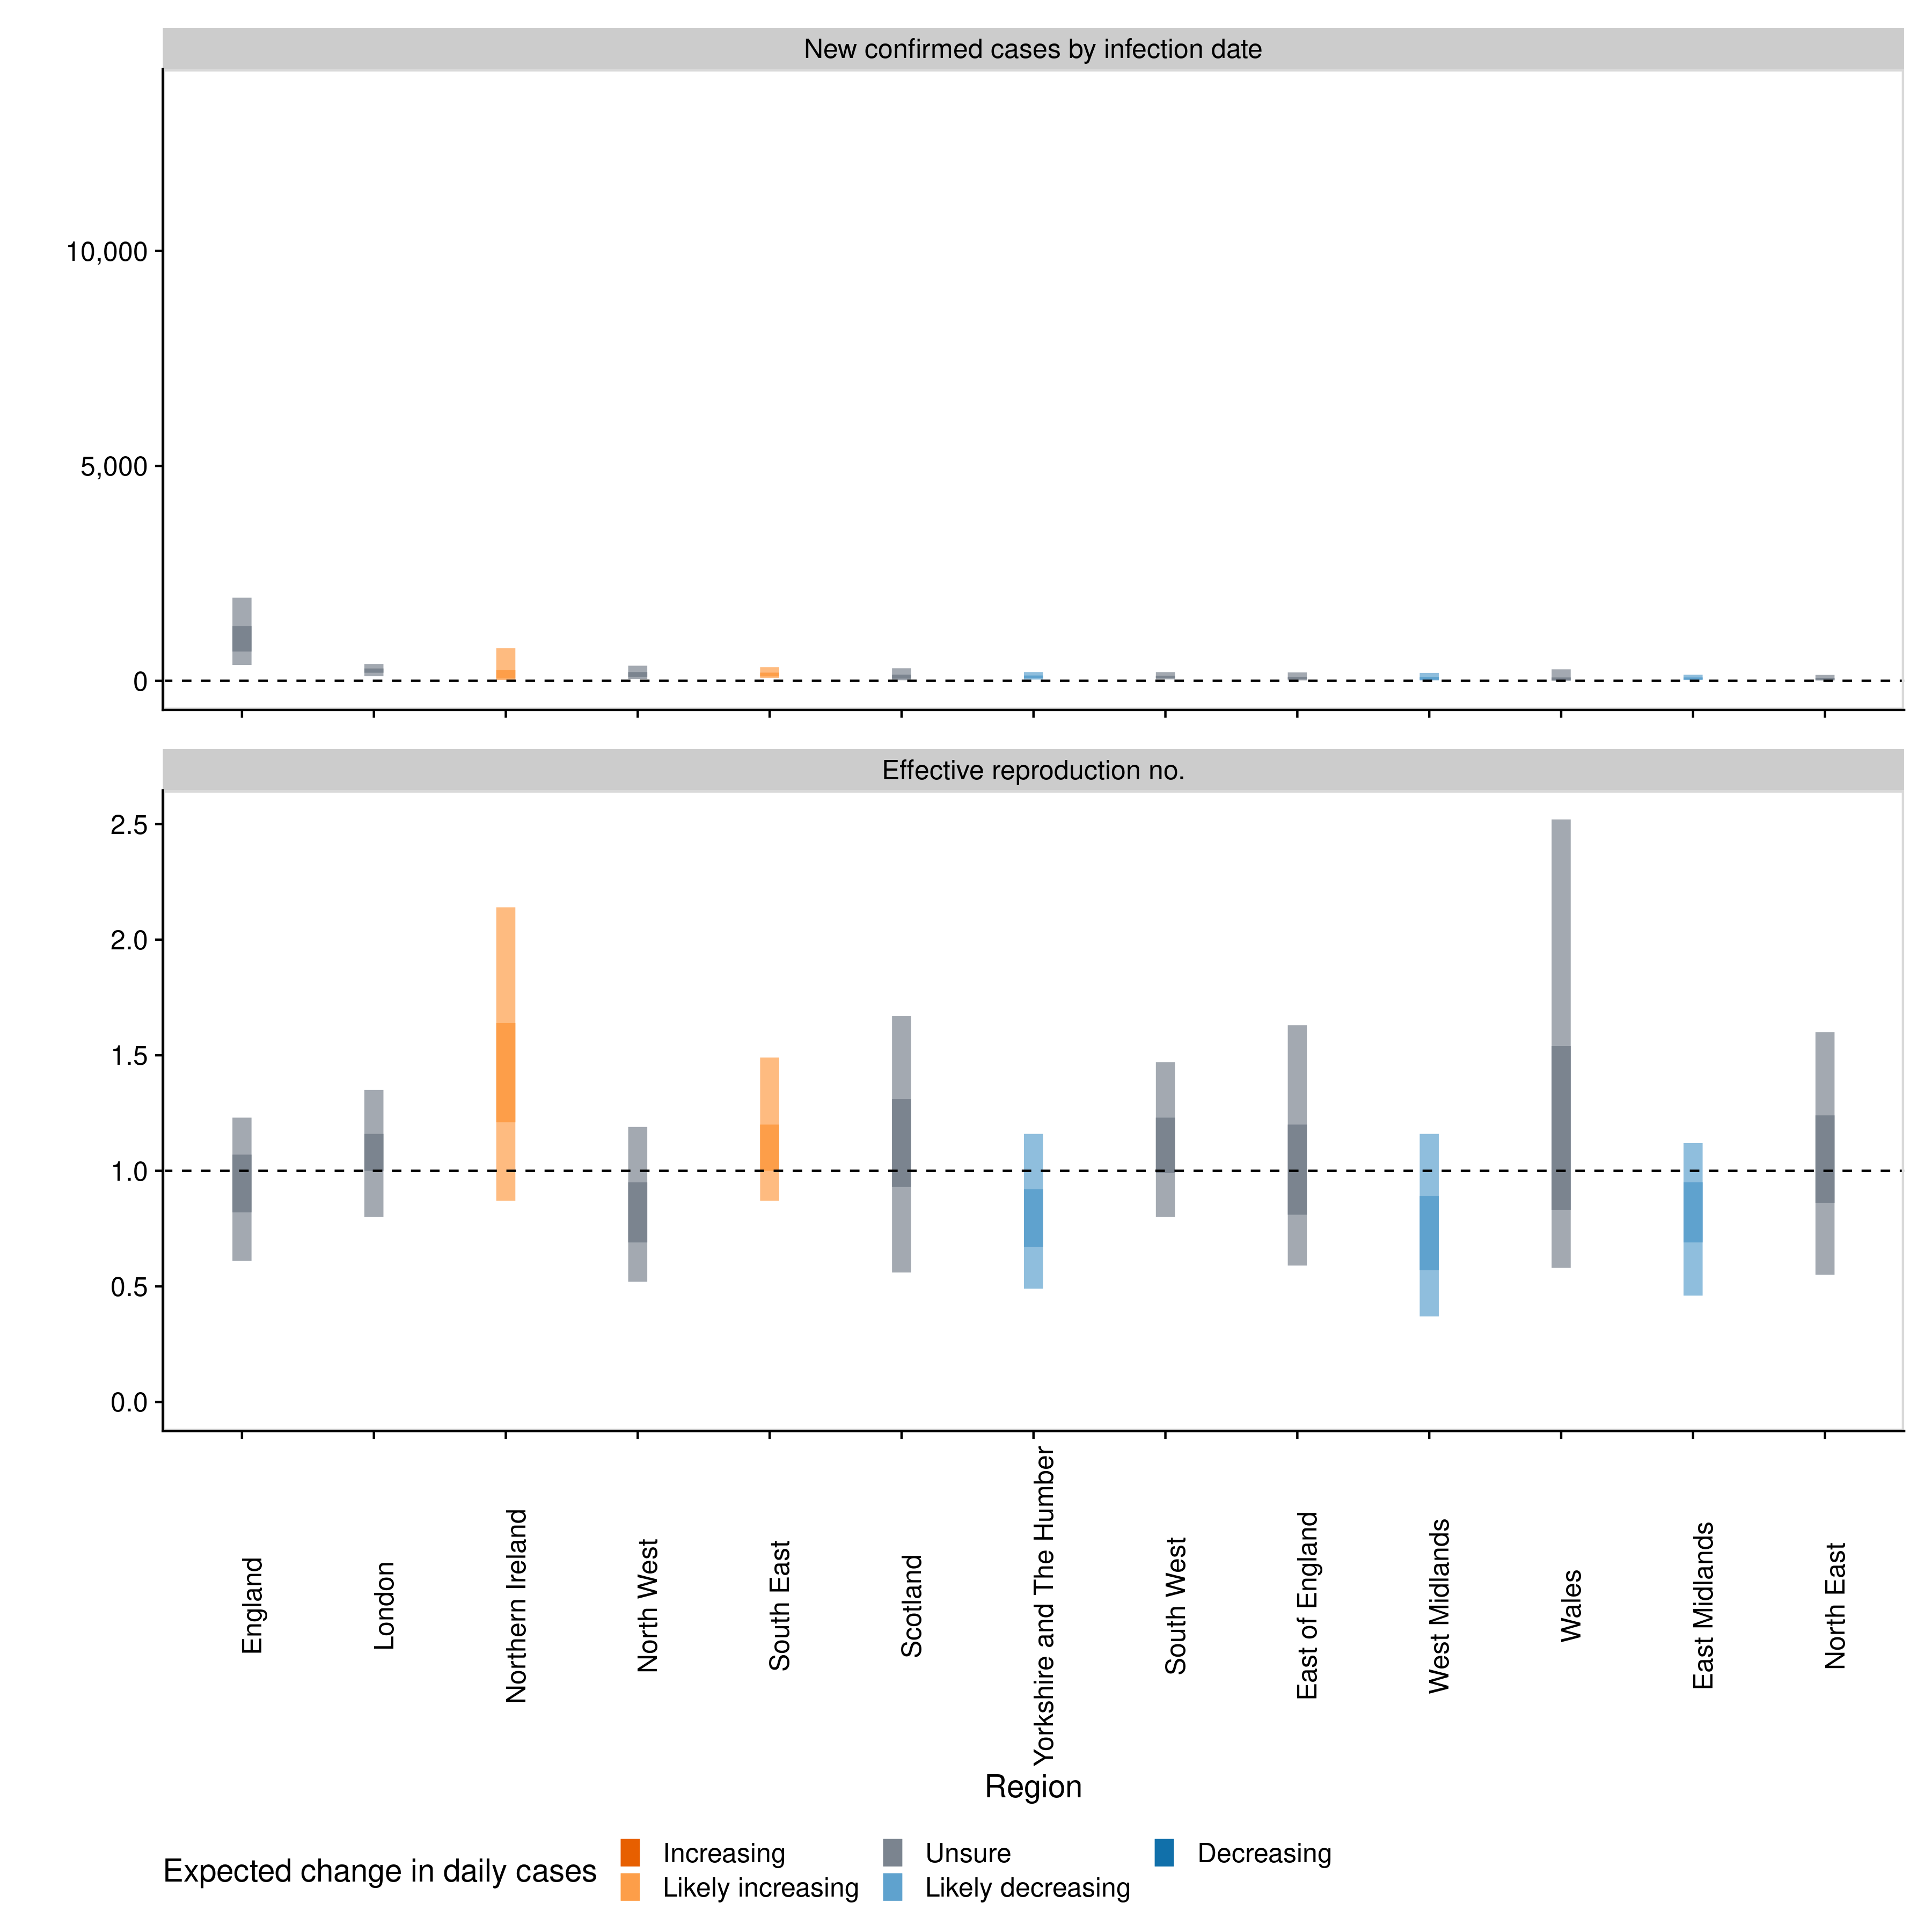 New confirmed cases by infection date
10,000
5,000
0
Effective reproduction no.
2.5
2.0
1.5
1.0
0.5
0.0
England
London
Northern Ireland
North West
South East
Scotland
Yorkshire and The Humber
South West
East of England
West Midlands
Wales
East Midlands
North East
Region
Expected change in daily cases
Increasing
Likely increasing
Unsure
Likely decreasing
Decreasing